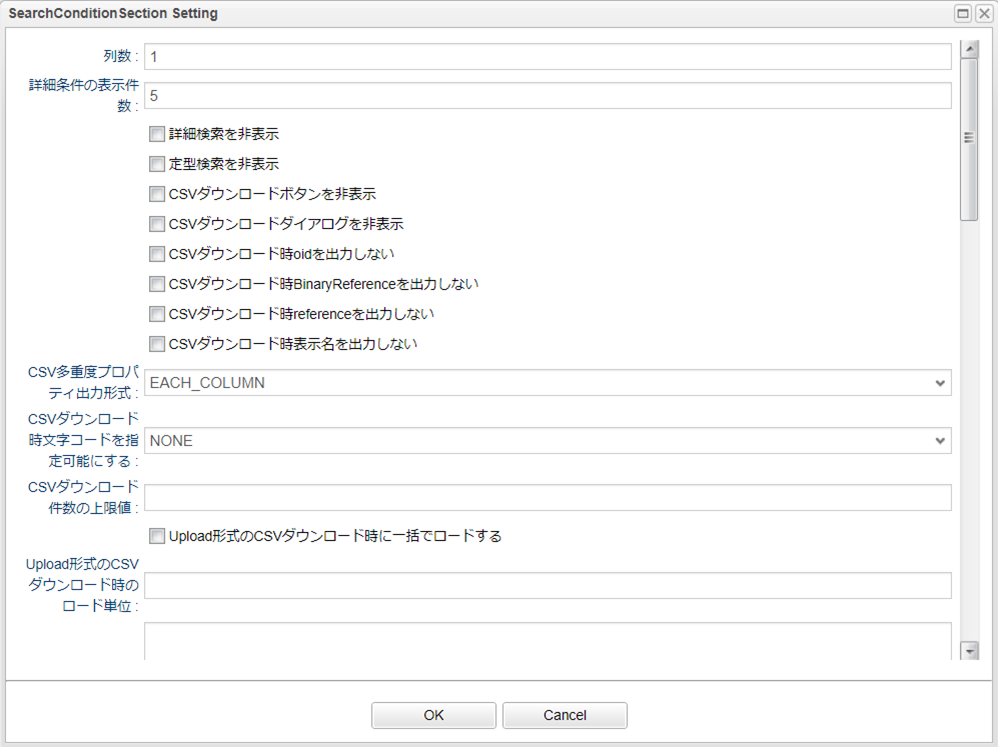 SearchConditionSection Setting
列数 :
1
詳細条件の表示件
数 :
5
詳細検索を非表示
定型検索を非表示
CSVダウンロードボタンを非表示
CSVダウンロードダイアログを非表示
CSVダウンロード時oidを出力しない
CSVダウンロード時BinaryReferenceを出力しない
CSVダウンロード時referenceを出力しない
CSVダウンロード時表示名を出力しない
CSV多重度プロパ
ティ出力形式 :
EACH_COLUMN
CSVダウンロード
時文字コードを指
定可能にする :
NONE
CSVダウンロード
件数の上限値 :
Upload形式のCSVダウンロード時に一括でロードする
Upload形式のCSV
ダウンロード時の
ロード単位 :
OK
Cancel